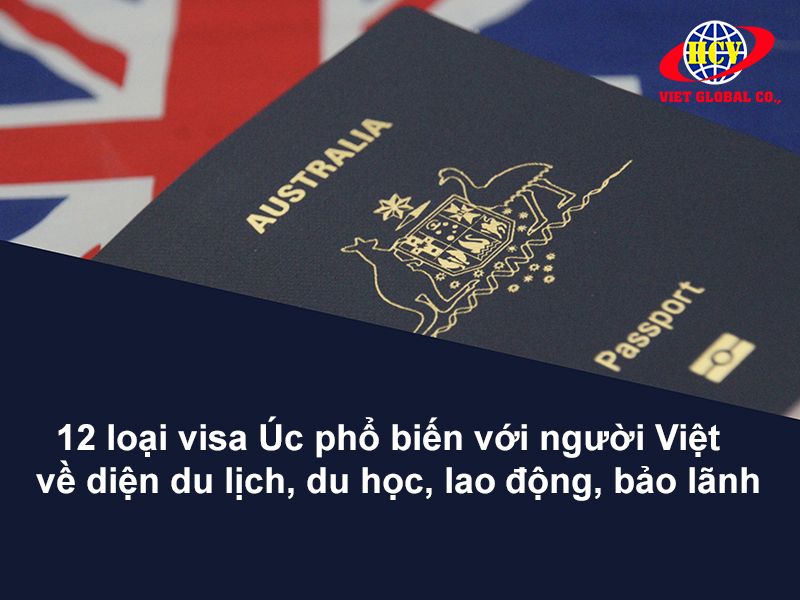 HCV
VIET GLOBAL CO.,
AUSTRALIA
Passport
12 loại visa Úc phổ biến với người Việt
về diện du lịch, du học, lao động, bảo lãnh